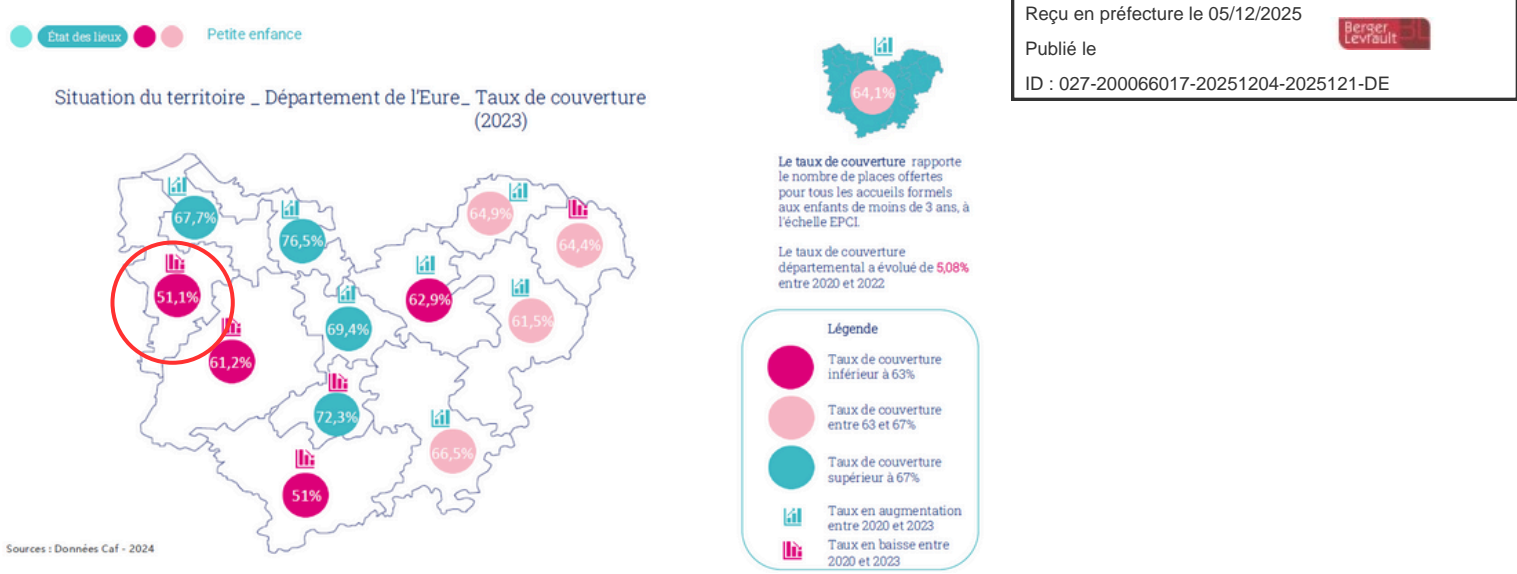 Reçu en préfecture le 05/12/2025
Publié le
ID : 027-200066017-20251204-2025121-DE
Berger
Levrault
État des lieux
Petite enfance
Situation du territoire _ Département de l'Eure_ Taux de couverture
(2023)
64,1%
67,7%
76,5%
64,9%
64,4%
51,1%
62,9%
61,5%
69,4%
61,2%
72,3%
66,5%
51%
Le taux de couverture rapporte
le nombre de places offertes
pour tous les accueils formels
aux enfants de moins de 3 ans, à
l'échelle EPCI.
Le taux de couverture
départemental a évolué de 5,08%
entre 2020 et 2022
Légende
Taux de couverture
inférieur à 63%
Taux de couverture
entre 63 et 67%
Taux de couverture
supérieur à 67%
Taux en augmentation
entre 2020 et 2023
Taux en baisse entre
2020 et 2023
Sources : Données Caf - 2024